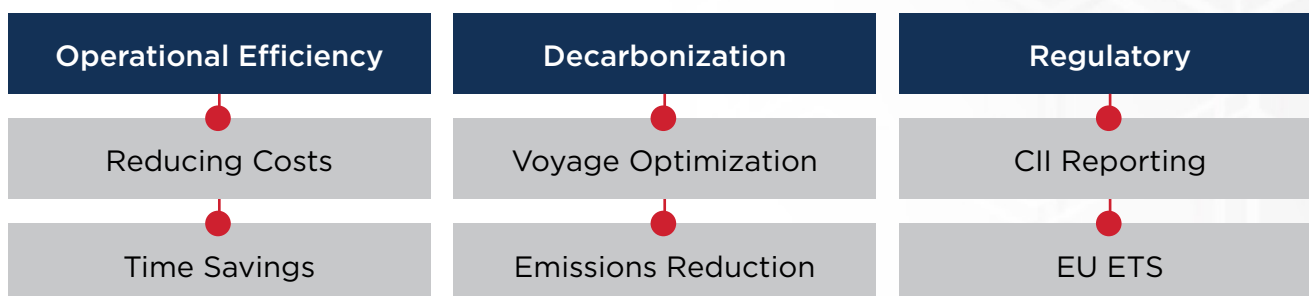 Operational Efficiency
Reducing Costs
Time Savings
Decarbonization
Voyage Optimization
Emissions Reduction
Regulatory
CII Reporting
EU ETS